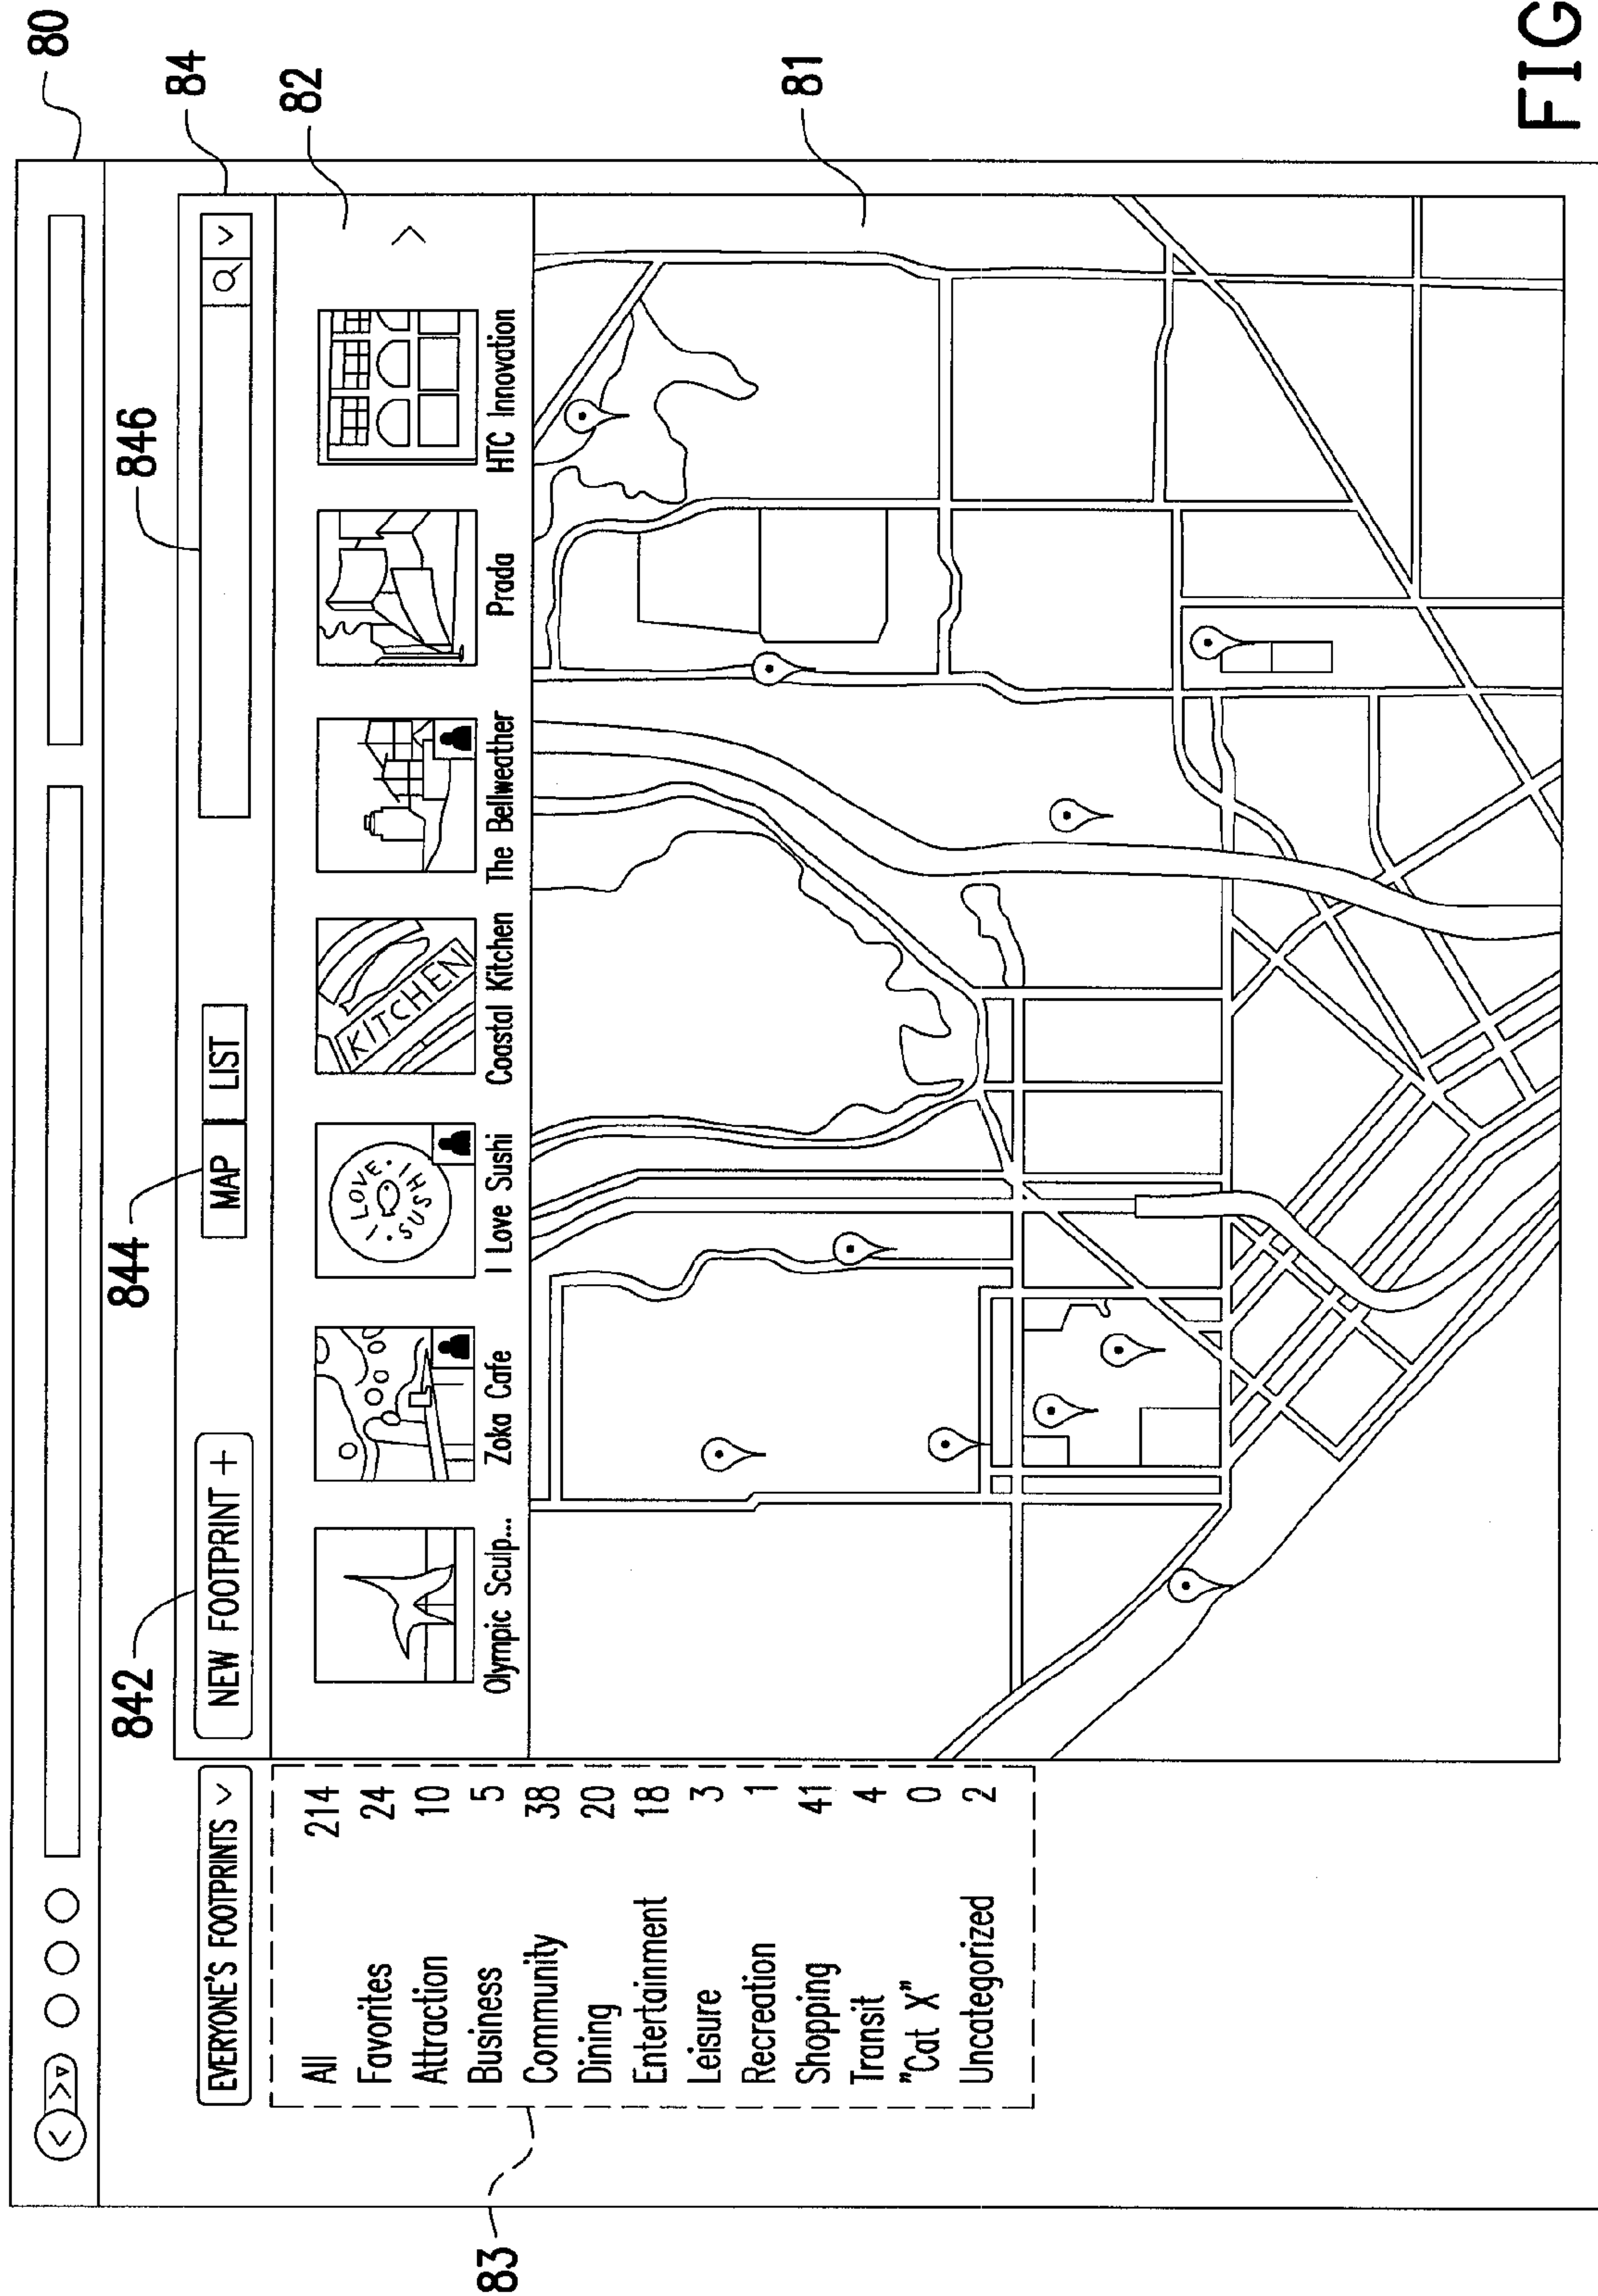 80
84
82
81
842
844
846
83
EVERYONE'S FOOTPRINTS
NEW FOOTPRINT +
MAP
LIST
All 214
Favorites 24
Attraction 10
Business 5
Community 38
Dining 20
Entertainment 18
Leisure 3
Recreation 1
Shopping 41
Transit 4
"Cat X" 0
Uncategorized 2
I LOVE·
SUSHI·
KITCHEN
Olympic Sculp...
Zoka Cafe
I Love Sushi
Coastal Kitchen
The Bellweather
Prada
HTC Innovation
FIG